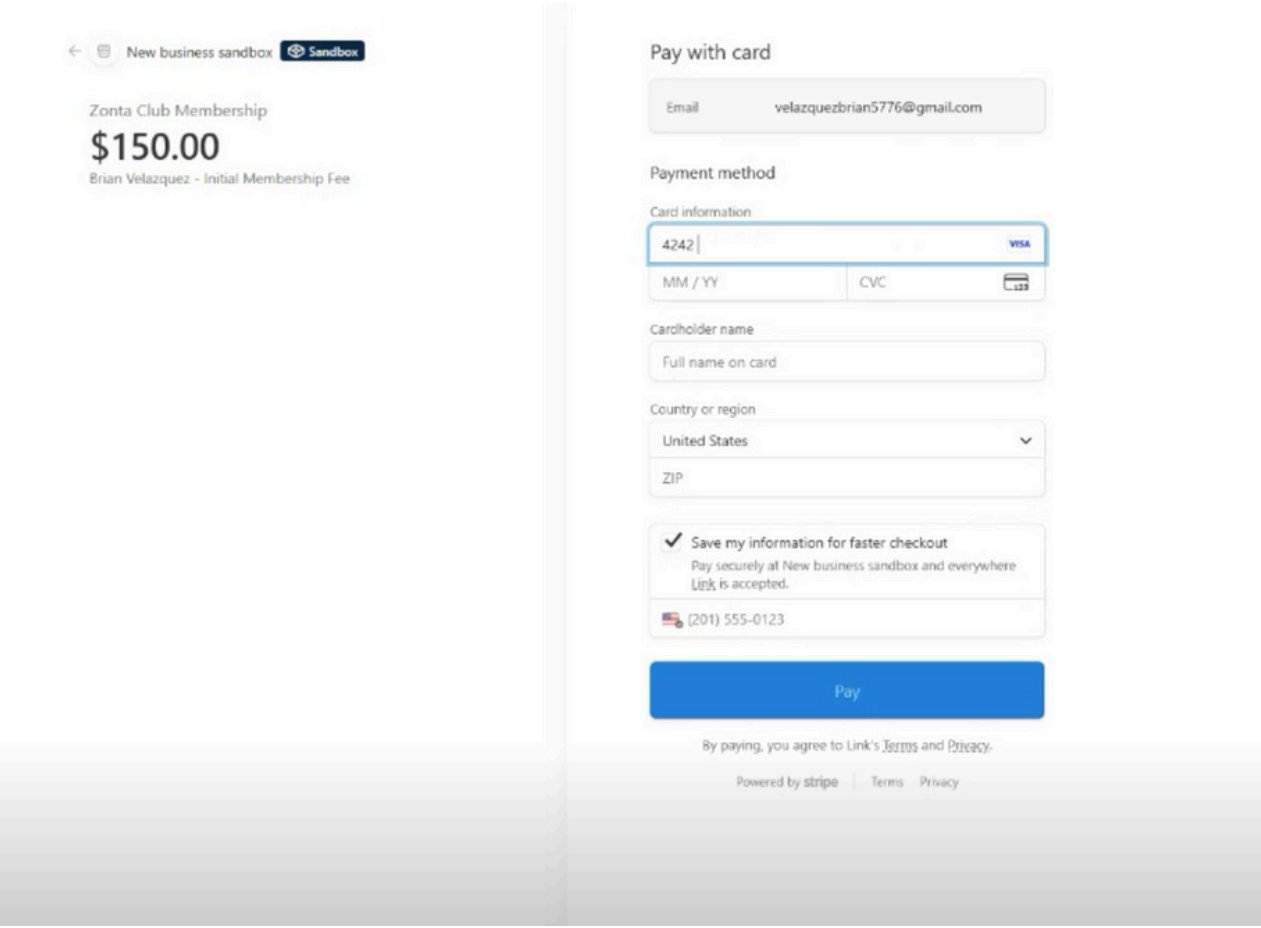 New business sandbox Sandbox
Zonta Club Membership
$150.00
Brian Velazquez - Initial Membership Fee
Pay with card
Email velazquezbrian5776@gmail.com
Payment method
Card information
4242 VISA
MM / YY CVC 123
Cardholder name
Full name on card
Country or region
United States
ZIP
Save my information for faster checkout
Pay securely at New business sandbox and everywhere
Link is accepted.
(201) 555-0123
Pay
By paying, you agree to Link's Terms and Privacy.
Powered by stripe Terms Privacy